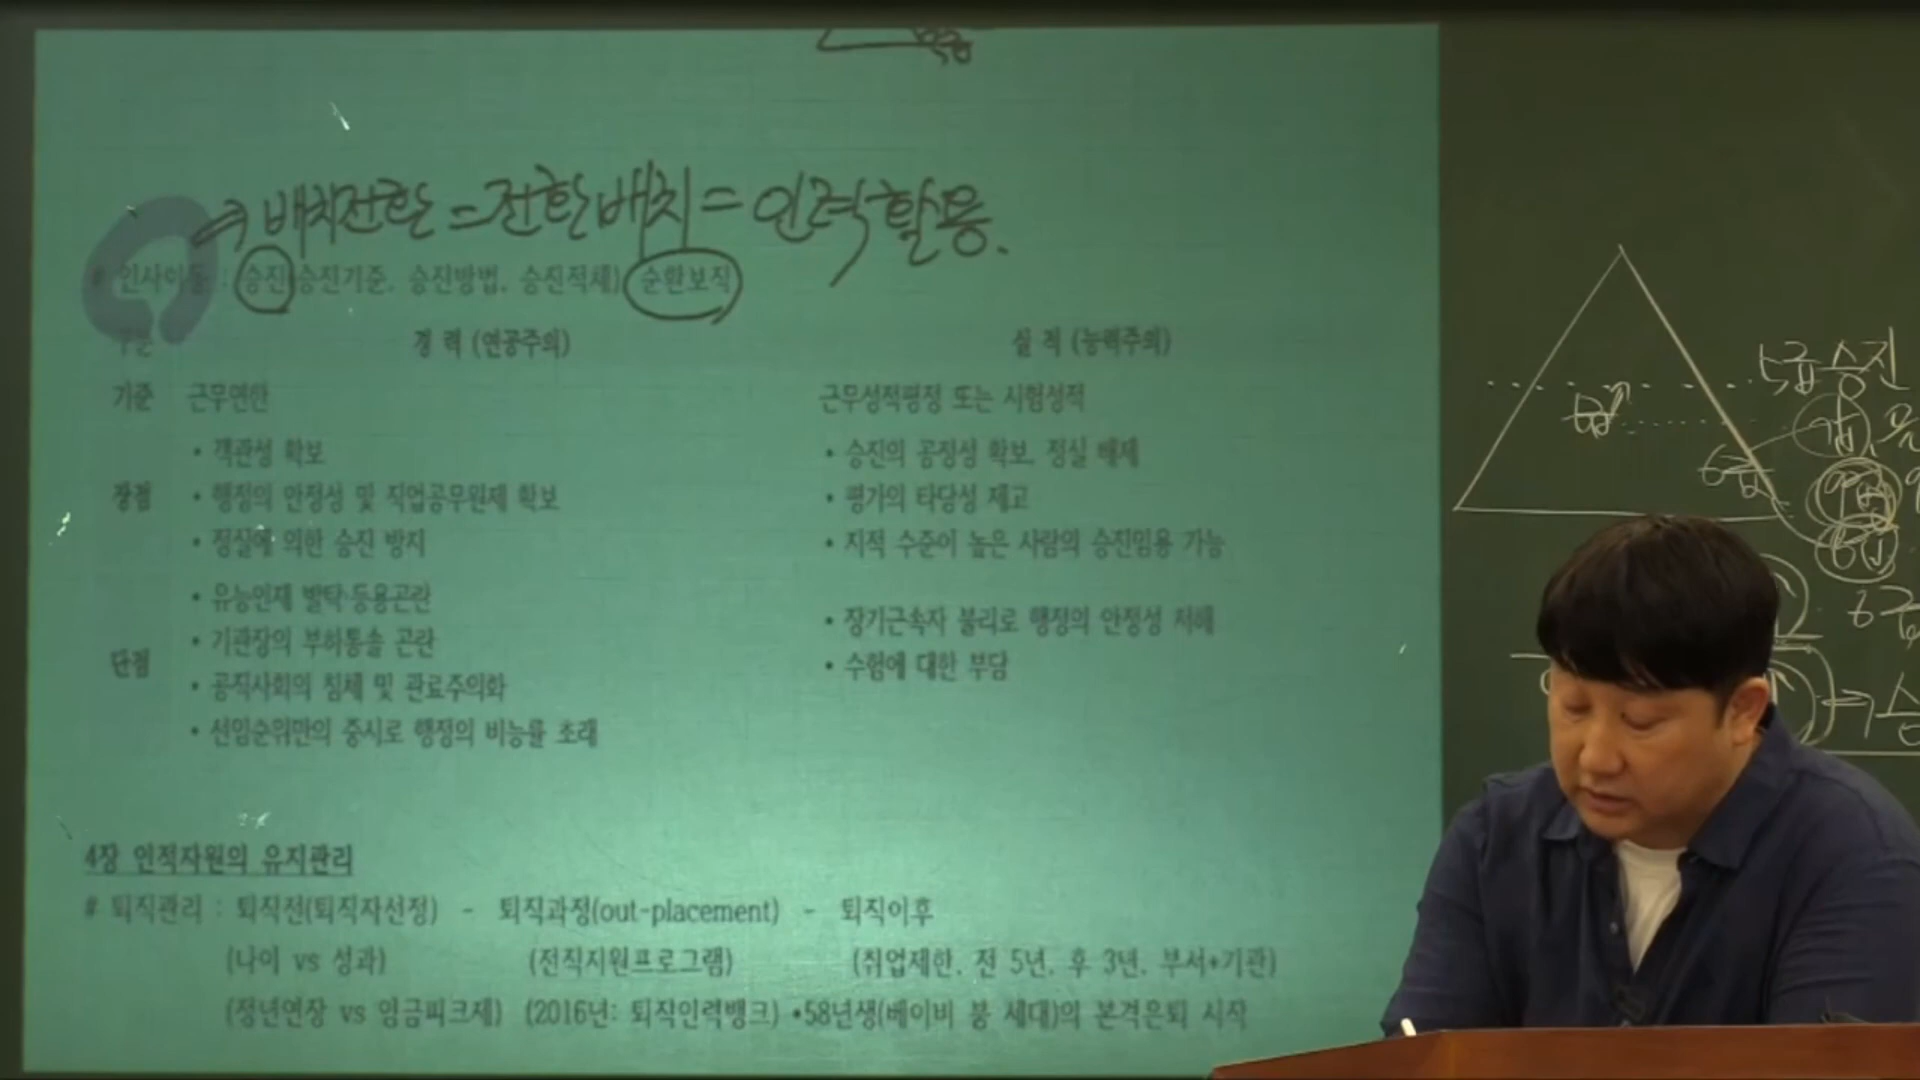 배치전환 = 전환배치 = 인력활용.
# 인사이동 : 승진(승진기준, 승진방법, 승진적체) 순환보직
구분 경 력 (연공주의) 실 적 (능력주의)
기준 근무연한 근무성적평정 또는 시험성적
장점
• 객관성 확보
• 행정의 안정성 및 직업공무원제 확보
• 정실에 의한 승진 방지
• 승진의 공정성 확보, 정실 배제
• 평가의 타당성 제고
• 지적 수준이 높은 사람의 승진임용 가능
단점
• 유능인재 발탁·등용곤란
• 기관장의 부하통솔 곤란
• 공직사회의 침체 및 관료주의화
• 선임순위만의 중시로 행정의 비능률 초래
• 장기근속자 불리로 행정의 안정성 저해
• 수험에 대한 부담
4장 인적자원의 유지관리
# 퇴직관리 : 퇴직전(퇴직자선정) - 퇴직과정(out-placement) - 퇴직이후
(나이 vs 성과) (전직지원프로그램) (취업제한, 전 5년, 후 3년, 부서+기관)
(정년연장 vs 임금피크제) (2016년: 퇴직인력뱅크) •58년생(베이비 붐 세대)의 본격은퇴 시작
5급승진
6급
6급